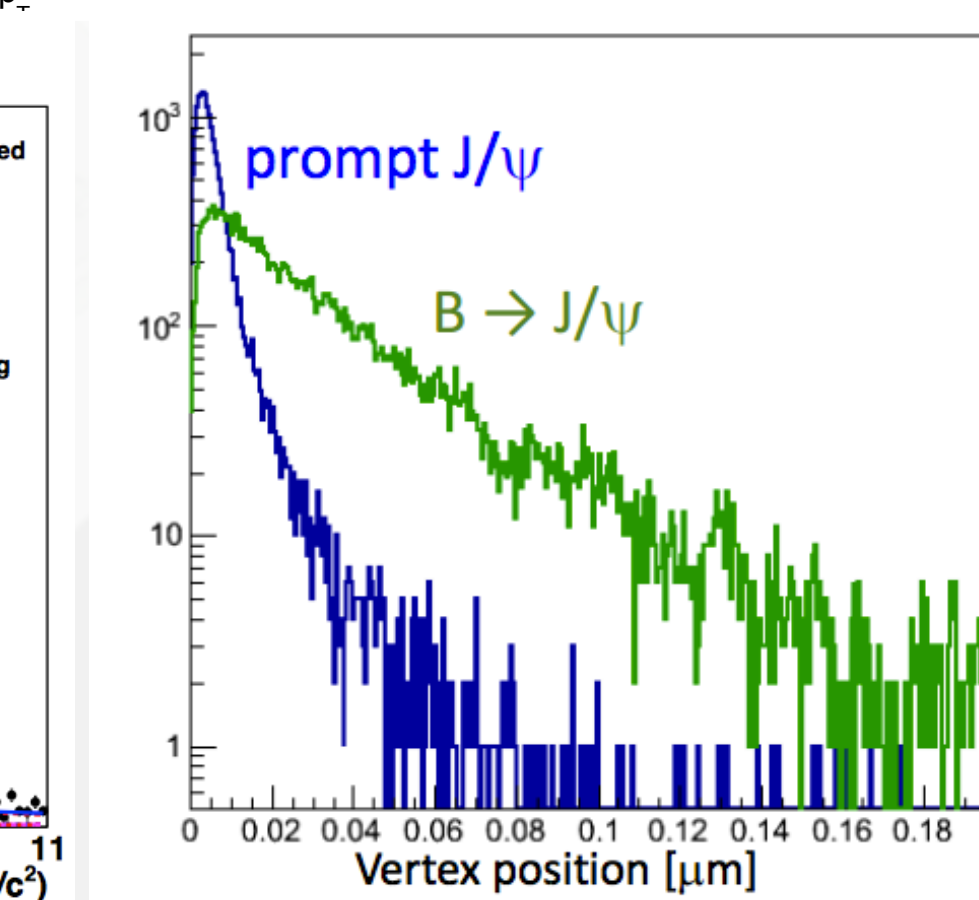 p_T
ed
g
11
/c²)
10³
10²
10
1
prompt J/ψ
B → J/ψ
0 0.02 0.04 0.06 0.08 0.1 0.12 0.14 0.16 0.18
Vertex position [μm]